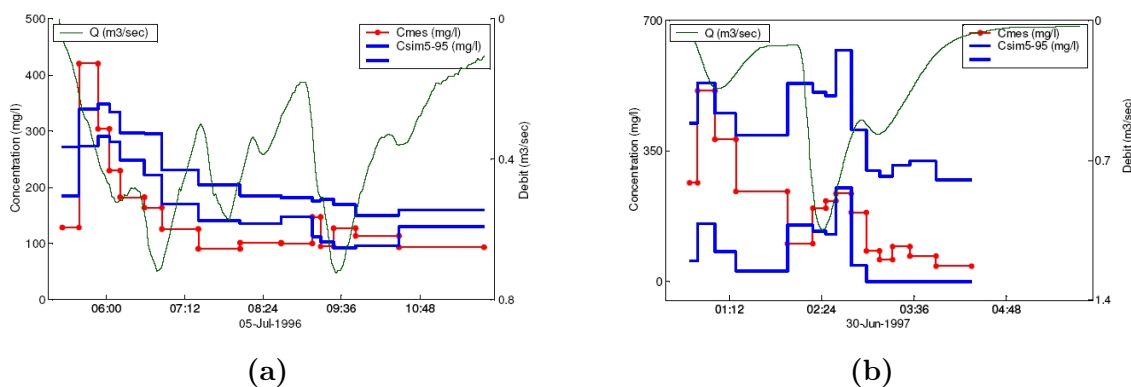 500
400
300
200
100
0
Concentration (mg/l)
Q (m3/sec)
Cmes (mg/l)
Csim5-95 (mg/l)
0
0.4
0.8
Debit (m3/sec)
06:00
07:12
08:24
09:36
10:48
05-Jul-1996
(a)
700
350
0
Concentration (mg/l)
Q (m3/sec)
Cmes (mg/l)
Csim5-95 (mg/l)
0
0.7
1.4
Debit (m3/sec)
01:12
02:24
03:36
04:48
30-Jun-1997
(b)